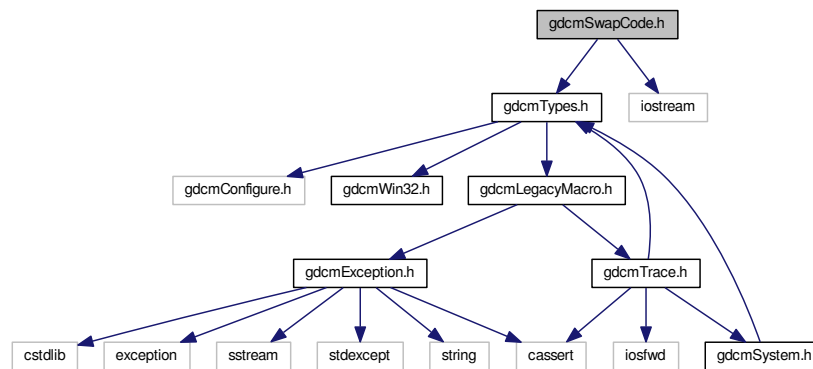 gdcmSwapCode.h
gdcmTypes.h
iostream
gdcmConfigure.h
gdcmWin32.h
gdcmLegacyMacro.h
gdcmException.h
gdcmTrace.h
cstdlib
exception
sstream
stdexcept
string
cassert
iosfwd
gdcmSystem.h